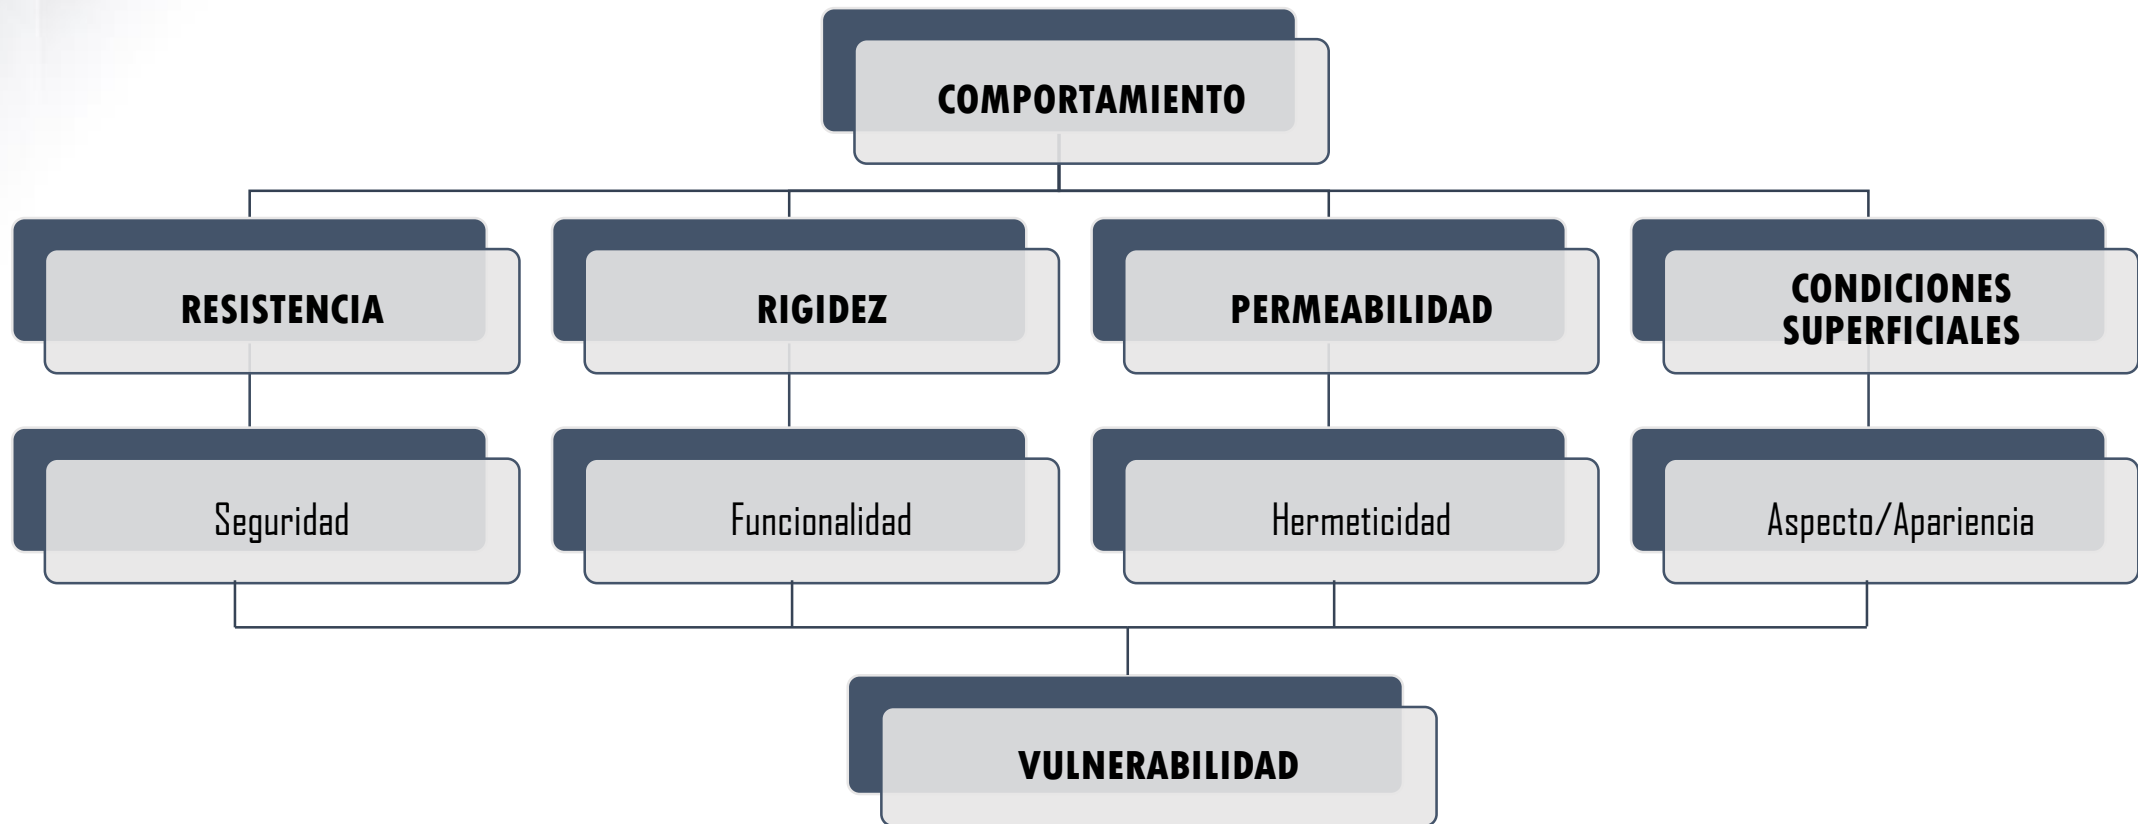 COMPORTAMIENTO
RESISTENCIA
RIGIDEZ
PERMEABILIDAD
CONDICIONES
SUPERFICIALES
Seguridad
Funcionalidad
Hermeticidad
Aspecto/Apariencia
VULNERABILIDAD